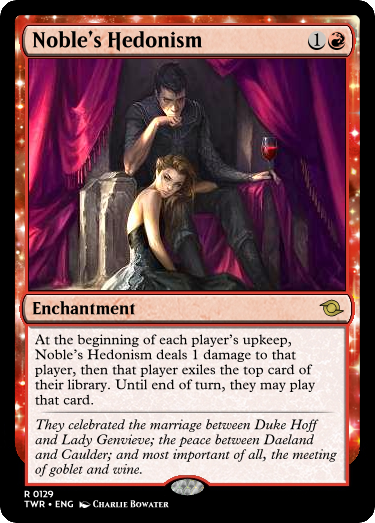 Noble's Hedonism 1
Enchantment
At the beginning of each player's upkeep,
Noble's Hedonism deals 1 damage to that
player, then that player exiles the top card of
their library. Until end of turn, they may play
that card.
They celebrated the marriage between Duke Hoff
and Lady Genvieve; the peace between Daeland
and Caulder; and most important of all, the meeting
of goblet and wine.
R 0129
TWR • ENG Charlie Bowater